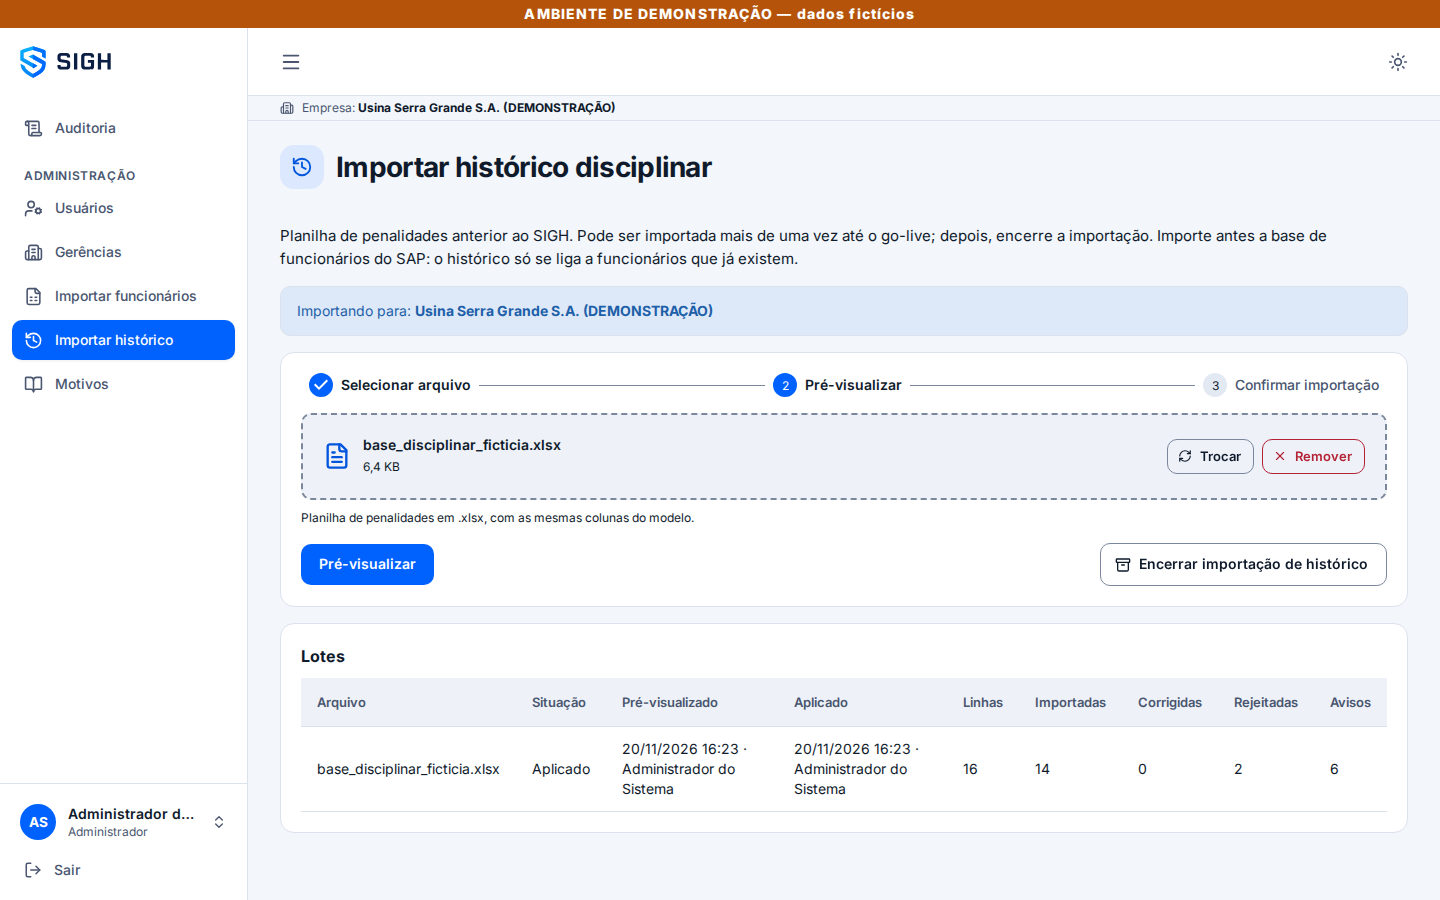 AMBIENTE DE DEMONSTRAÇÃO — dados fictícios
SIGH
Auditoria
ADMINISTRAÇÃO
Usuários
Gerências
Importar funcionários
Importar histórico
Motivos
Administrador d...
Administrador
AS
Sair
Empresa: Usina Serra Grande S.A. (DEMONSTRAÇÃO)
Importar histórico disciplinar
Planilha de penalidades anterior ao SIGH. Pode ser importada mais de uma vez até o go-live; depois, encerre a importação. Importe antes a base de
funcionários do SAP: o histórico só se liga a funcionários que já existem.
Importando para: Usina Serra Grande S.A. (DEMONSTRAÇÃO)
Selecionar arquivo
2 Pré-visualizar
3 Confirmar importação
base_disciplinar_ficticia.xlsx
6,4 KB
Trocar
Remover
Planilha de penalidades em .xlsx, com as mesmas colunas do modelo.
Pré-visualizar
Encerrar importação de histórico
Lotes
Arquivo Situação Pré-visualizado Aplicado Linhas Importadas Corrigidas Rejeitadas Avisos
base_disciplinar_ficticia.xlsx Aplicado 20/11/2026 16:23 · Administrador do Sistema 20/11/2026 16:23 · Administrador do Sistema 16 14 0 2 6